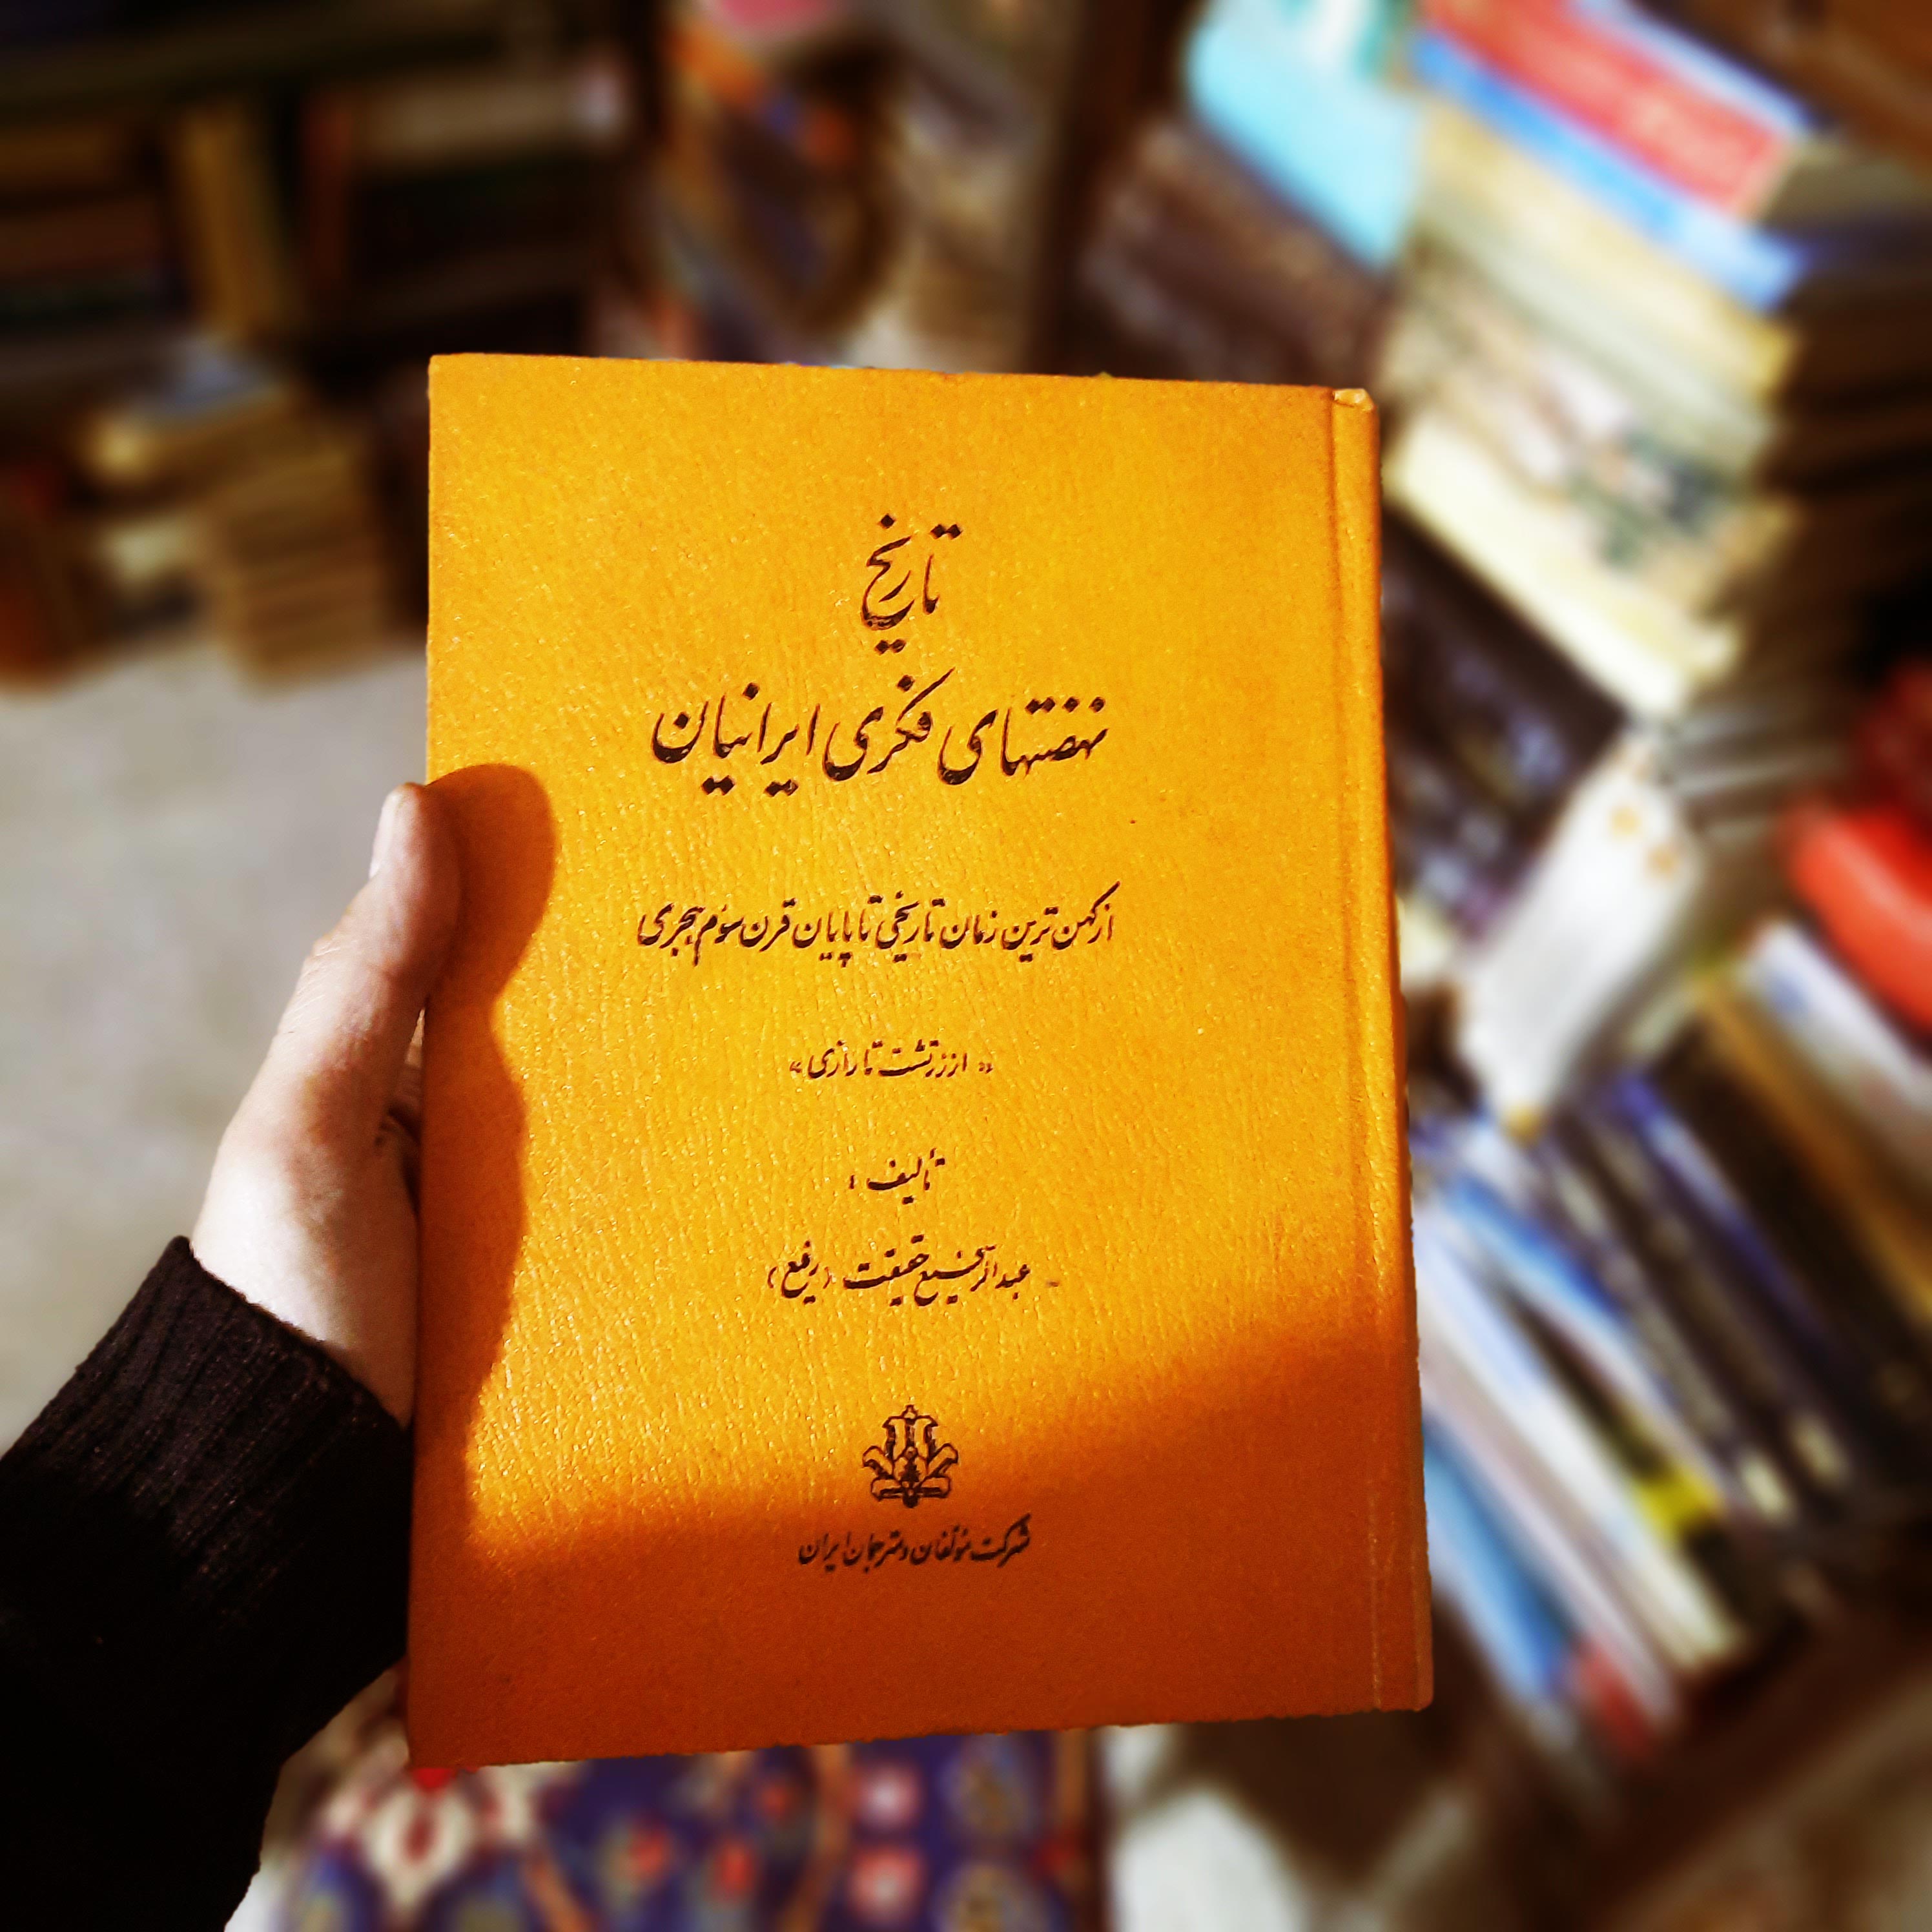 تاریخ
نهضتهای فکری ایرانیان
از کهن ترین زمان تاریخی تا پایان قرن سوم هجری
« از زرتشت تا رازی »
تألیف :
عبدالرفیع حقیقت (رفیع)
شرکت مؤلفان و مترجمان ایران